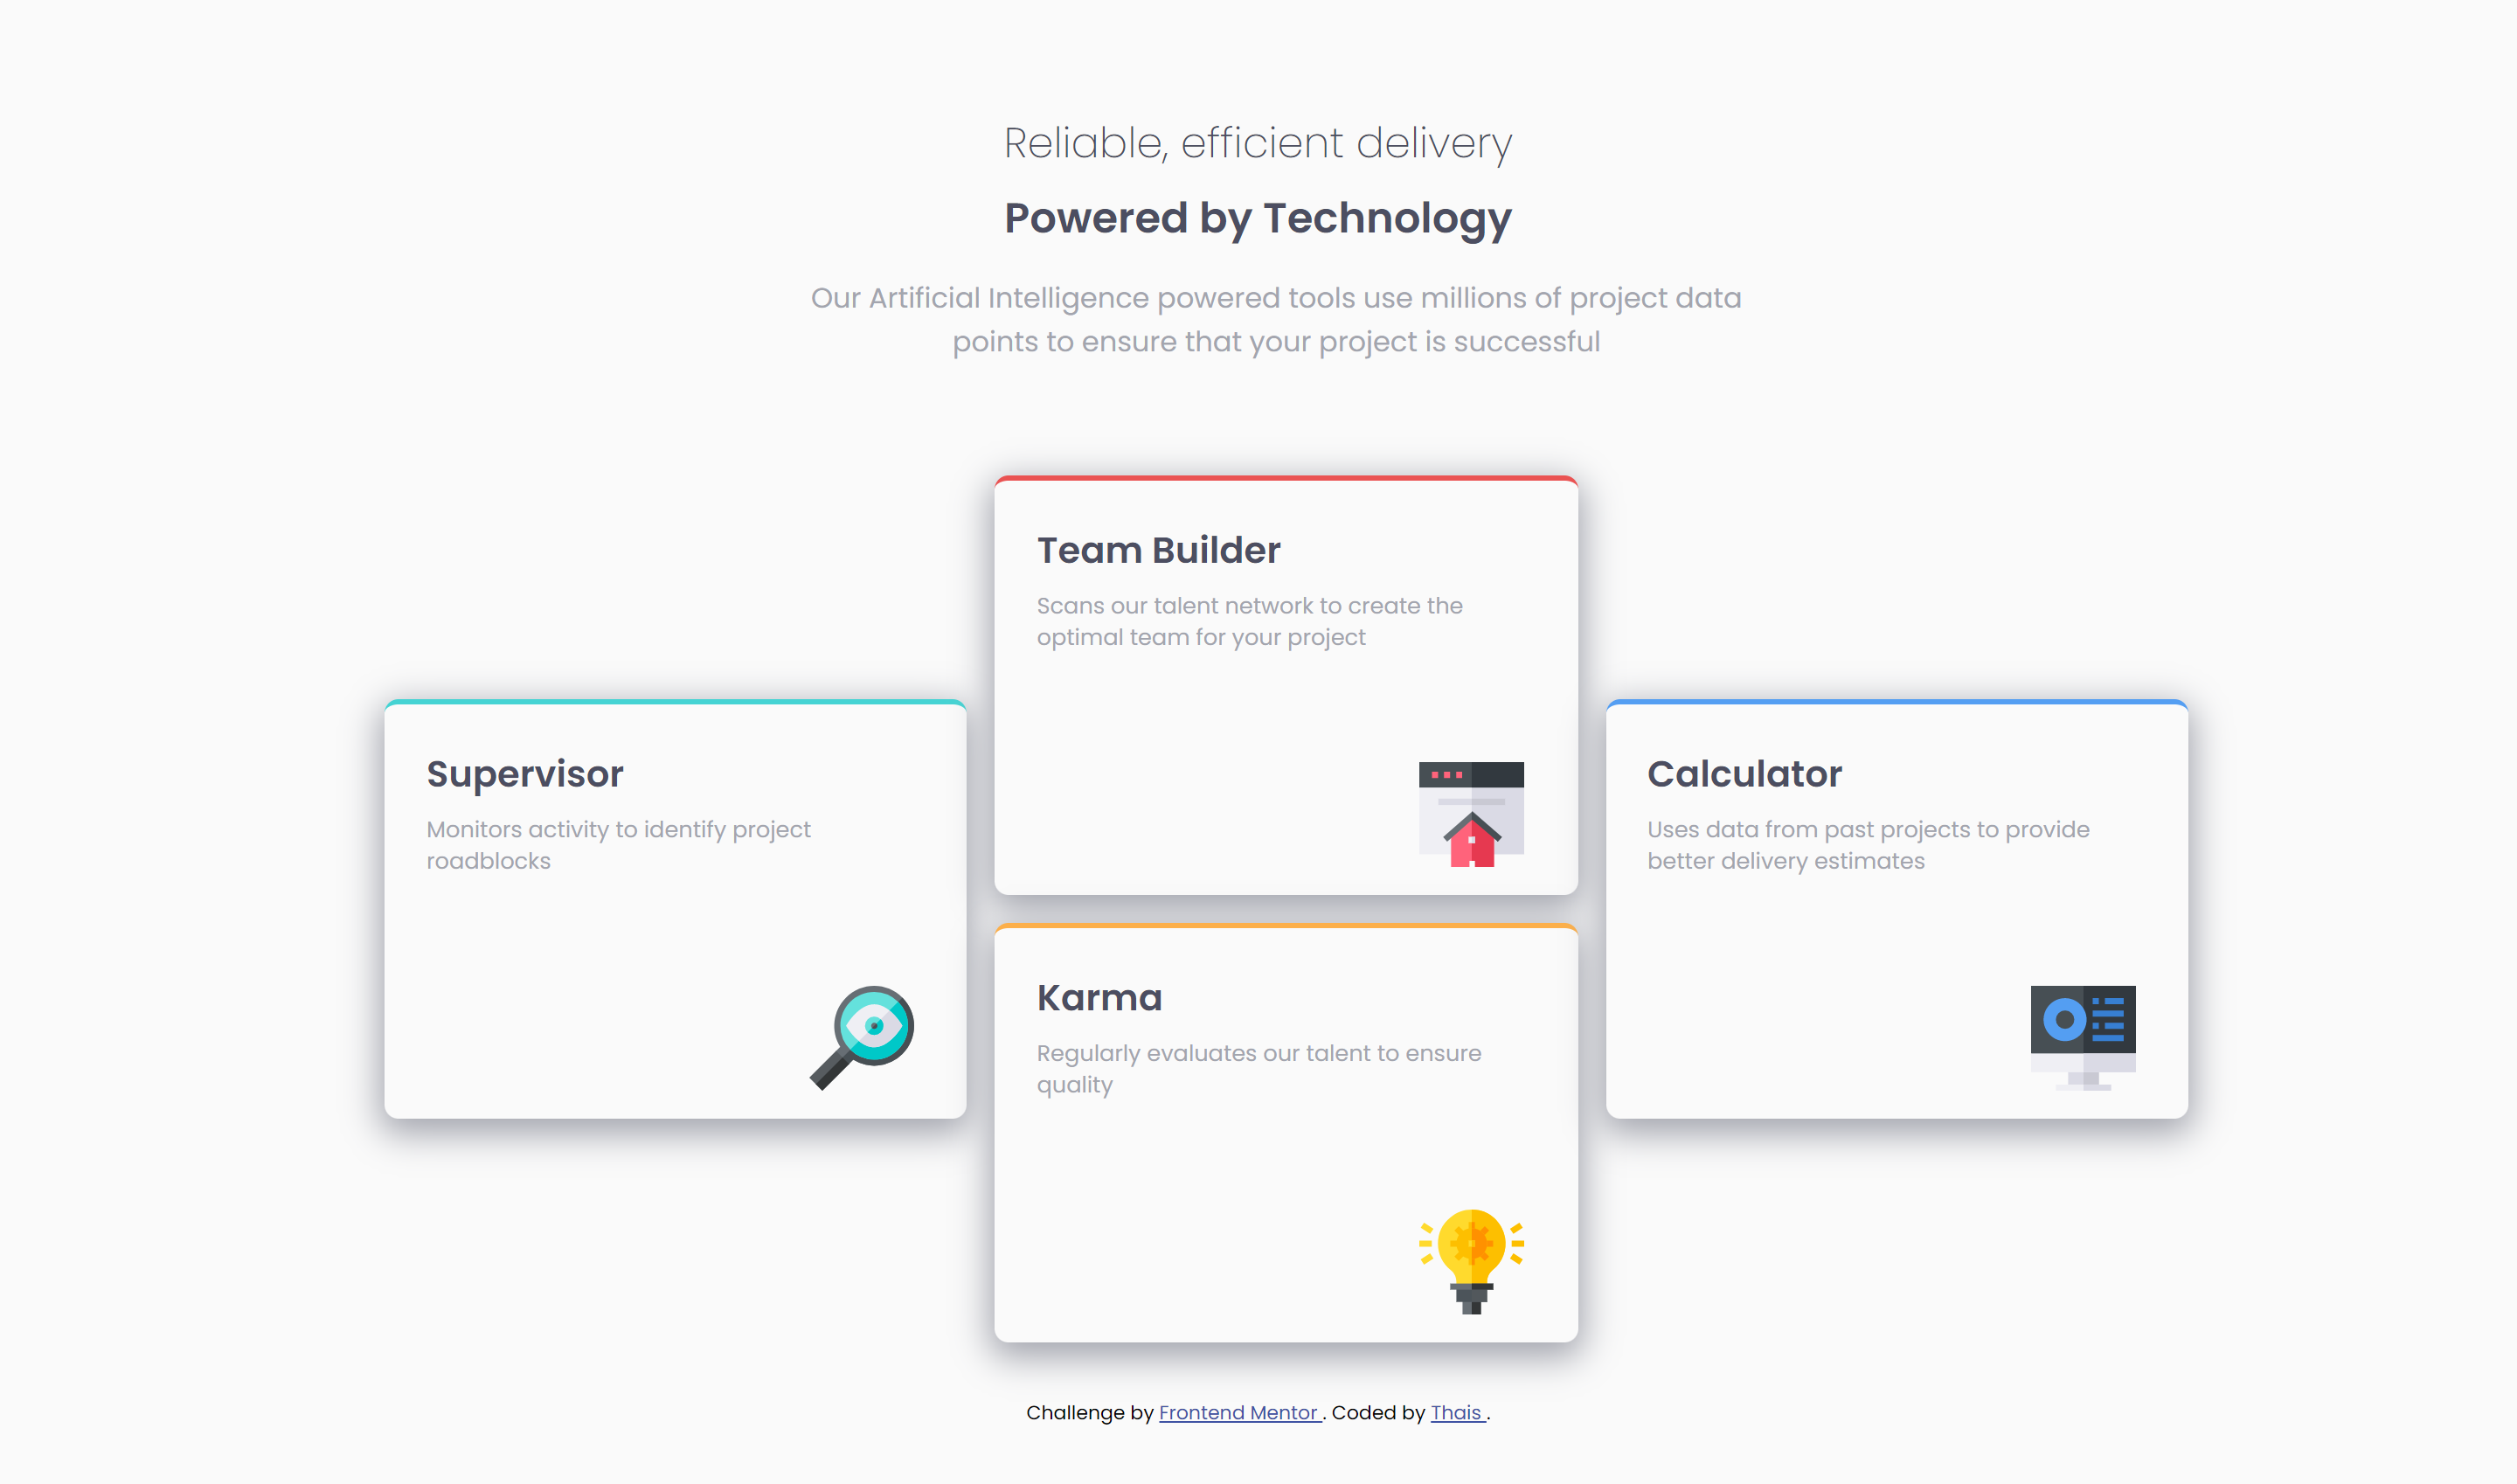 Reliable, efficient delivery
Powered by Technology
Our Artificial Intelligence powered tools use millions of project data
points to ensure that your project is successful
Team Builder
Scans our talent network to create the
optimal team for your project
Supervisor
Monitors activity to identify project
roadblocks
Calculator
Uses data from past projects to provide
better delivery estimates
Karma
Regularly evaluates our talent to ensure
quality
Challenge by Frontend Mentor . Coded by Thais .